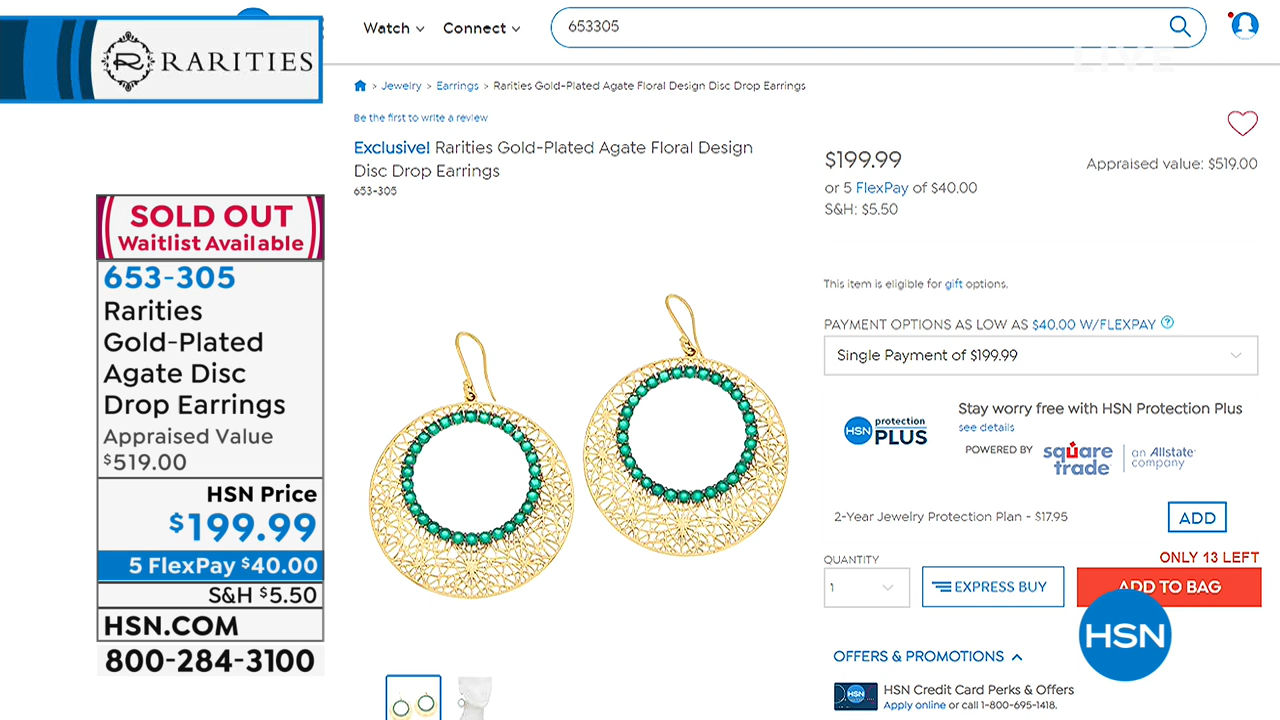 R RARITIES
Watch
Connect
653305
LIVE
> Jewelry > Earrings > Rarities Gold-Plated Agate Floral Design Disc Drop Earrings
Be the first to write a review
Exclusive! Rarities Gold-Plated Agate Floral Design
Disc Drop Earrings
653-305
$199.99
Appraised value: $519.00
or 5 FlexPay of $40.00
S&H: $5.50
This item is eligible for gift options.
PAYMENT OPTIONS AS LOW AS $40.00 W/FLEXPAY ?
Single Payment of $199.99
HSN protection
PLUS
Stay worry free with HSN Protection Plus
see details
POWERED BY
square
trade
an Allstate
company
2-Year Jewelry Protection Plan - $17.95
ADD
ONLY 13 LEFT
QUANTITY
1
EXPRESS BUY
ADD TO BAG
HSN
OFFERS & PROMOTIONS
HSN
HSN Credit Card Perks & Offers
Apply online or call 1-800-695-1418.
SOLD OUT
Waitlist Available
653-305
Rarities
Gold-Plated
Agate Disc
Drop Earrings
Appraised Value
$519.00
HSN Price
$199.99
5 FlexPay $40.00
S&H $5.50
HSN.COM
800-284-3100